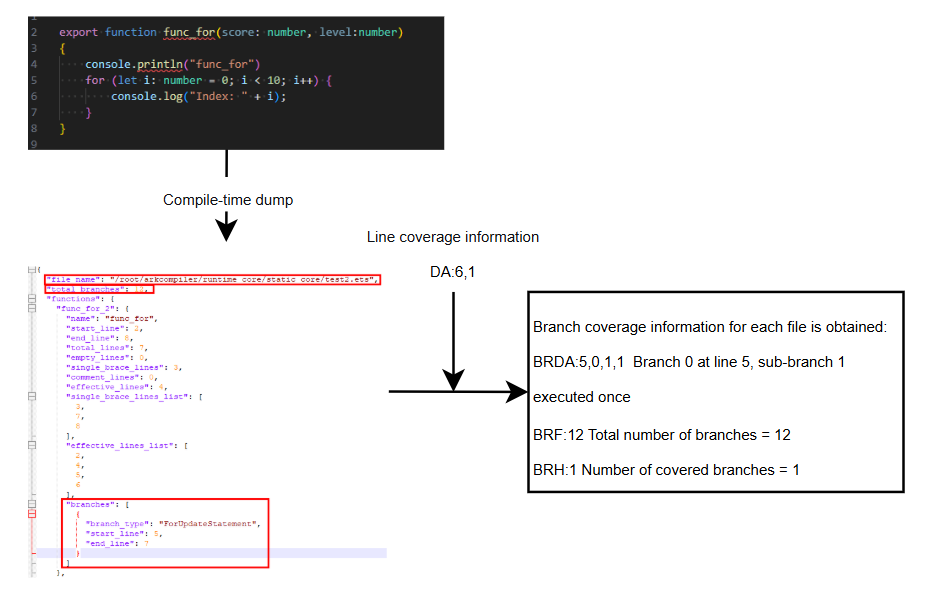 2 export function func_for(score: number, level:number)
3 {
4 console.println("func_for")
5 for (let i: number = 0; i < 10; i++) {
6 console.log("Index: " + i);
7 }
8 }
9
Compile-time dump
Line coverage information
DA:6,1
{
"file_name": "/root/arkcompiler/runtime_core/static_core/test2.ets",
"total_branches": 12,
"functions": {
"func_for_2": {
"name": "func_for",
"start_line": 2,
"end_line": 8,
"total_lines": 7,
"empty_lines": 0,
"single_brace_lines": 3,
"comment_lines": 0,
"effective_lines": 4,
"single_brace_lines_list": [
3,
7,
8
],
"effective_lines_list": [
2,
4,
5,
6
],
"branches": [
{
"branch_type": "ForUpdateStatement",
"start_line": 5,
"end_line": 7
}
]
},
Branch coverage information for each file is obtained:
BRDA:5,0,1,1 Branch 0 at line 5, sub-branch 1
executed once
BRF:12 Total number of branches = 12
BRH:1 Number of covered branches = 1